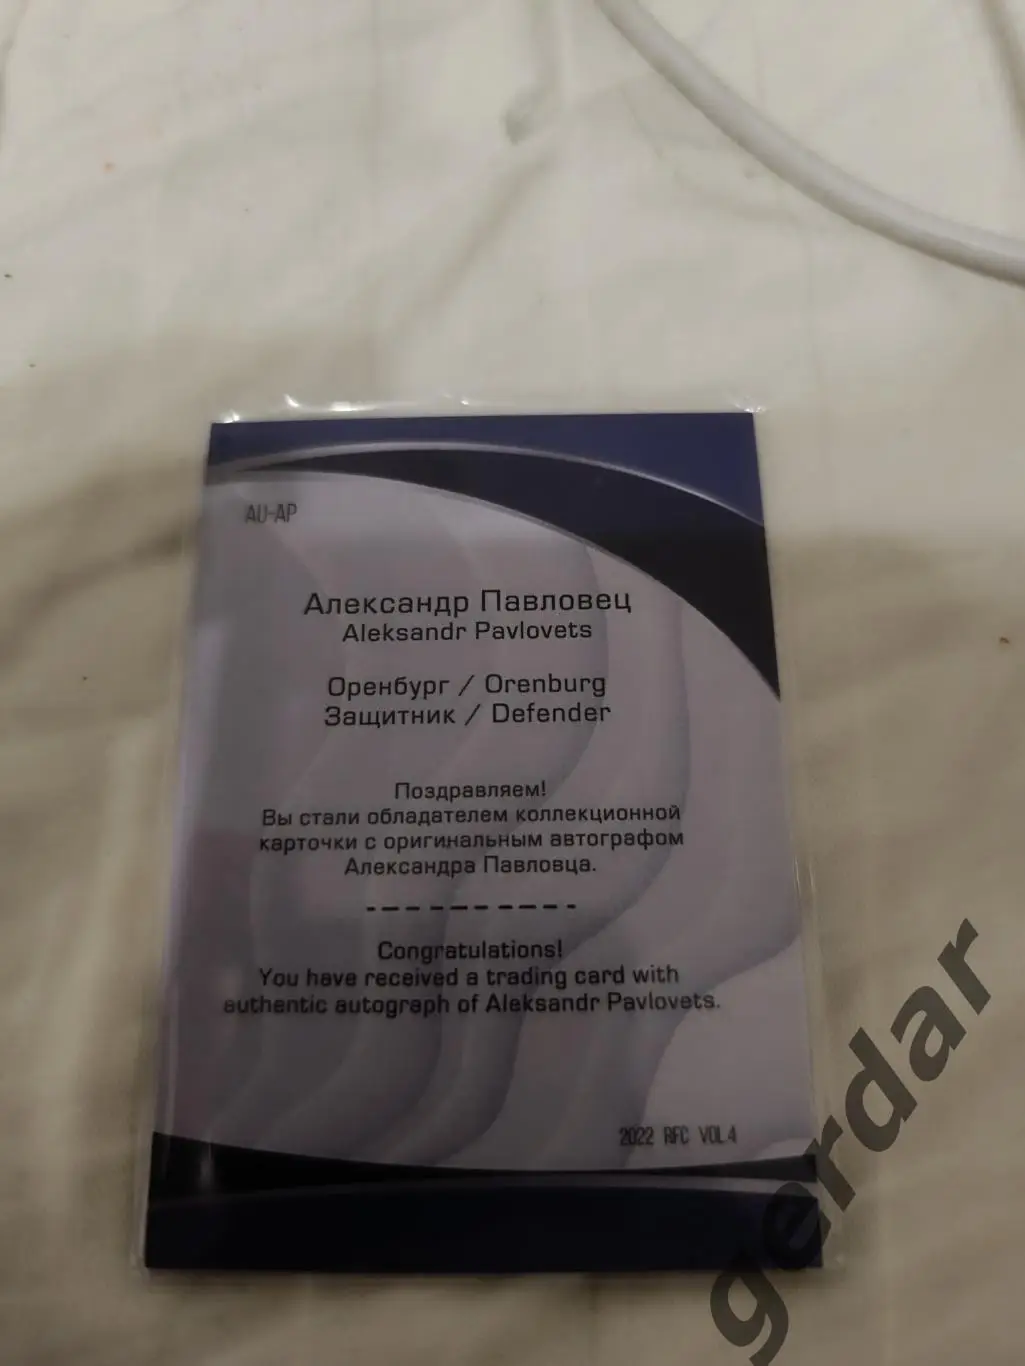 AU-AP
Александр Павловец
Aleksandr Pavlovets
Оренбург / Orenburg
Защитник / Defender
Поздравляем!
Вы стали обладателем коллекционной
карточки с оригинальным автографом
Александра Павловца.
----------
Congratulations!
You have received a trading card with
authentic autograph of Aleksandr Pavlovets.
2022 RFC VOL.4
gerdar